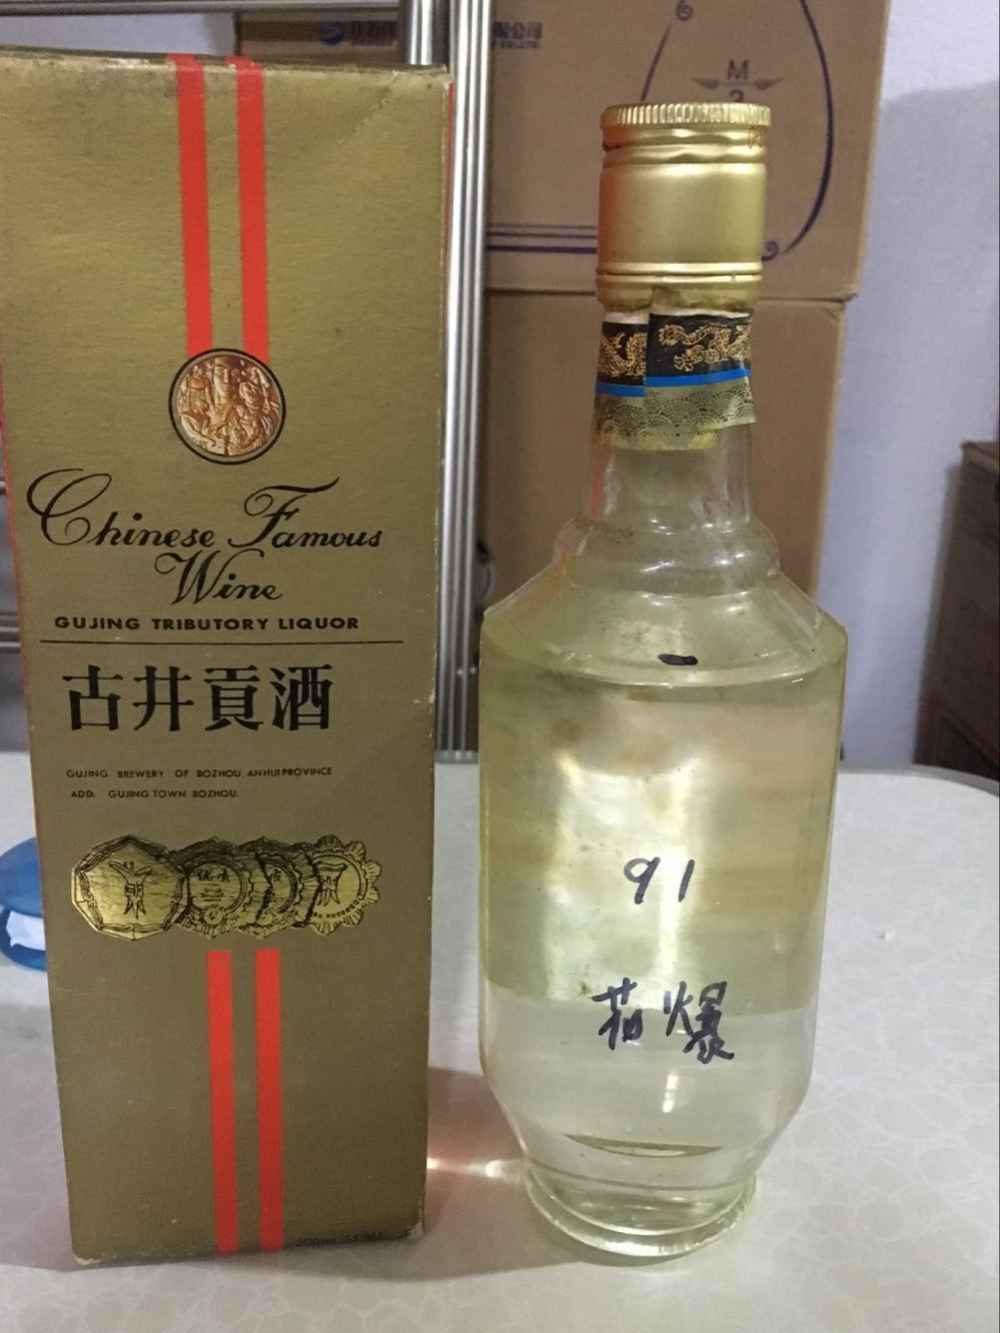 Chinese Famous
Wine
GUJING TRIBUTORY LIQUOR
古井貢酒
GUJING BREWERY OF BOZHOU ANHUI PROVINCE
ADD: GUJING TOWN BOZHOU.
M
91
爆